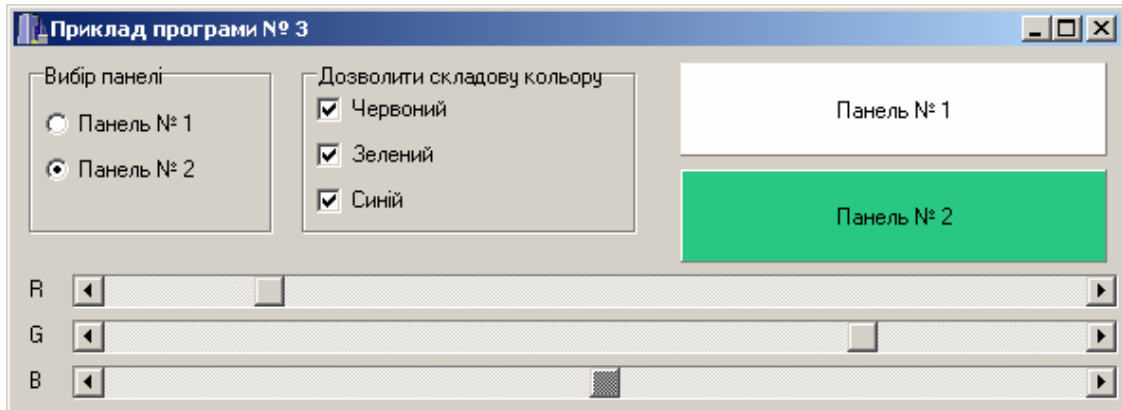 Приклад програми № 3
Вибір панелі
Панель № 1
Панель № 2
Дозволити складову кольору
Червоний
Зелений
Синій
Панель № 1
Панель № 2
R
G
B